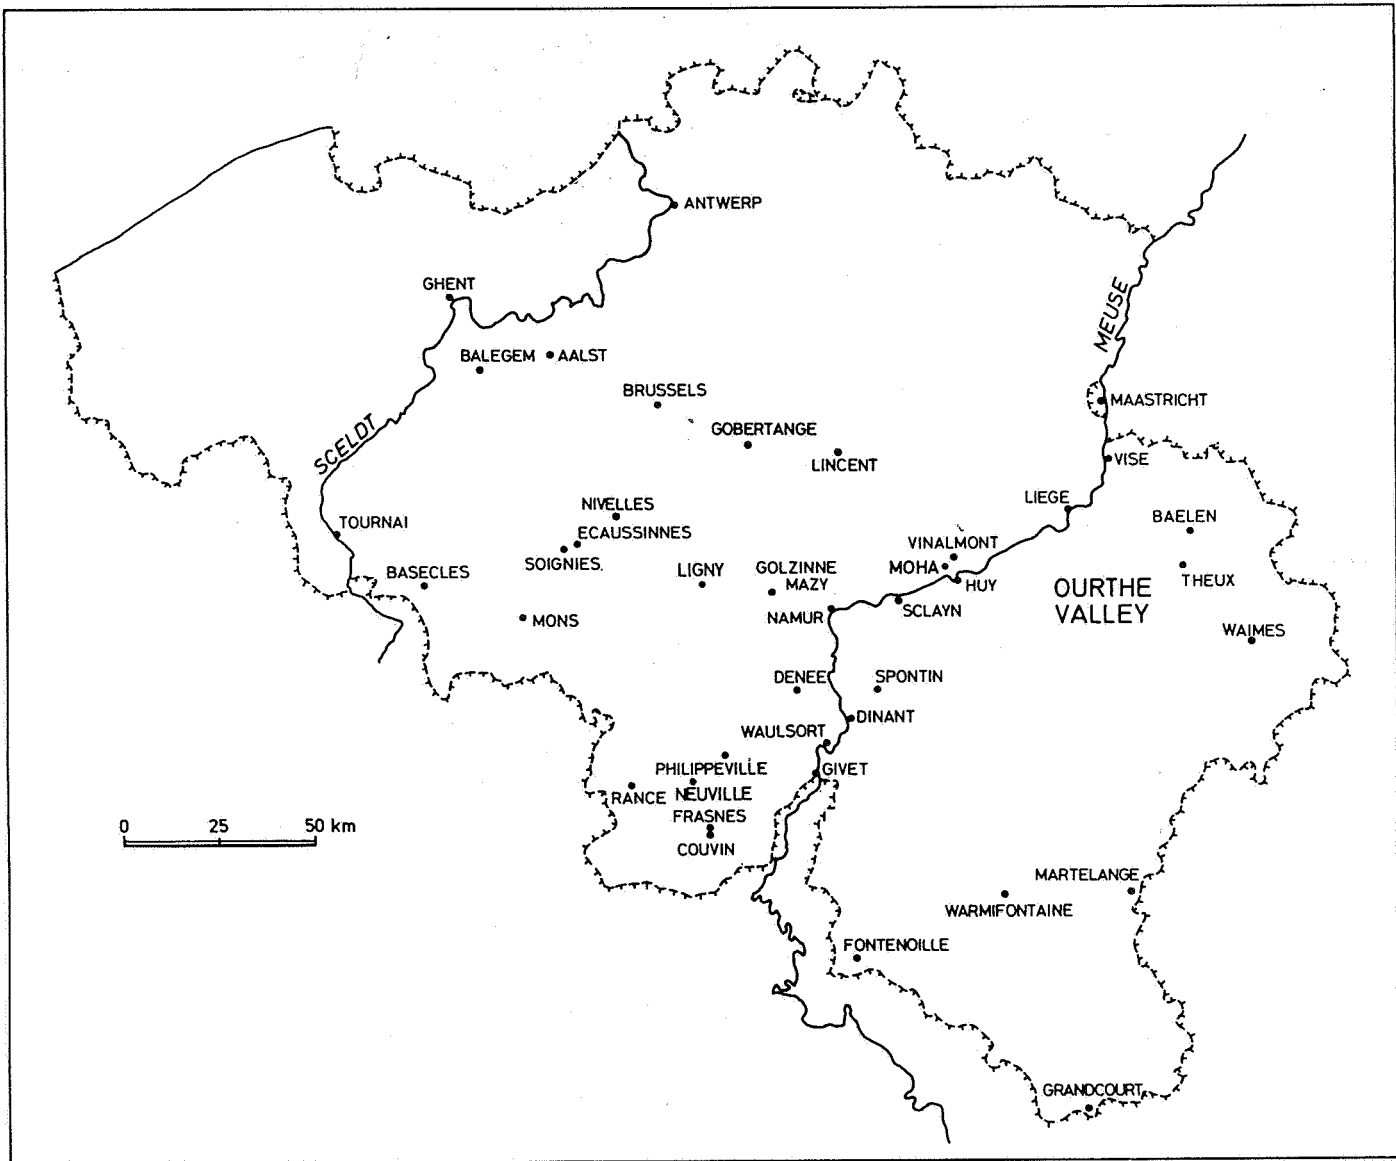 ANTWERP
GHENT
MEUSE
BALEGEM
AALST
BRUSSELS
MAASTRICHT
SCELDT
GOBERTANGE
LINCENT
VISE
LIEGE
NIVELLES
BAELEN
TOURNAI
ECAUSSINNES
SOIGNIES.
VINALMONT
BASECLES
LIGNY
GOLZINNE
MAZY
MOHA
HUY
THEUX
OURTHE
VALLEY
NAMUR
SCLAYN
MONS
WAIMES
DENEE
SPONTIN
DINANT
WAULSORT
PHILIPPEVILLE
GIVET
RANCE
NEUVILLE
FRASNES
0 25 50 km
COUVIN
MARTELANGE
WARMIFONTAINE
FONTENOILLE
GRANDCOURT